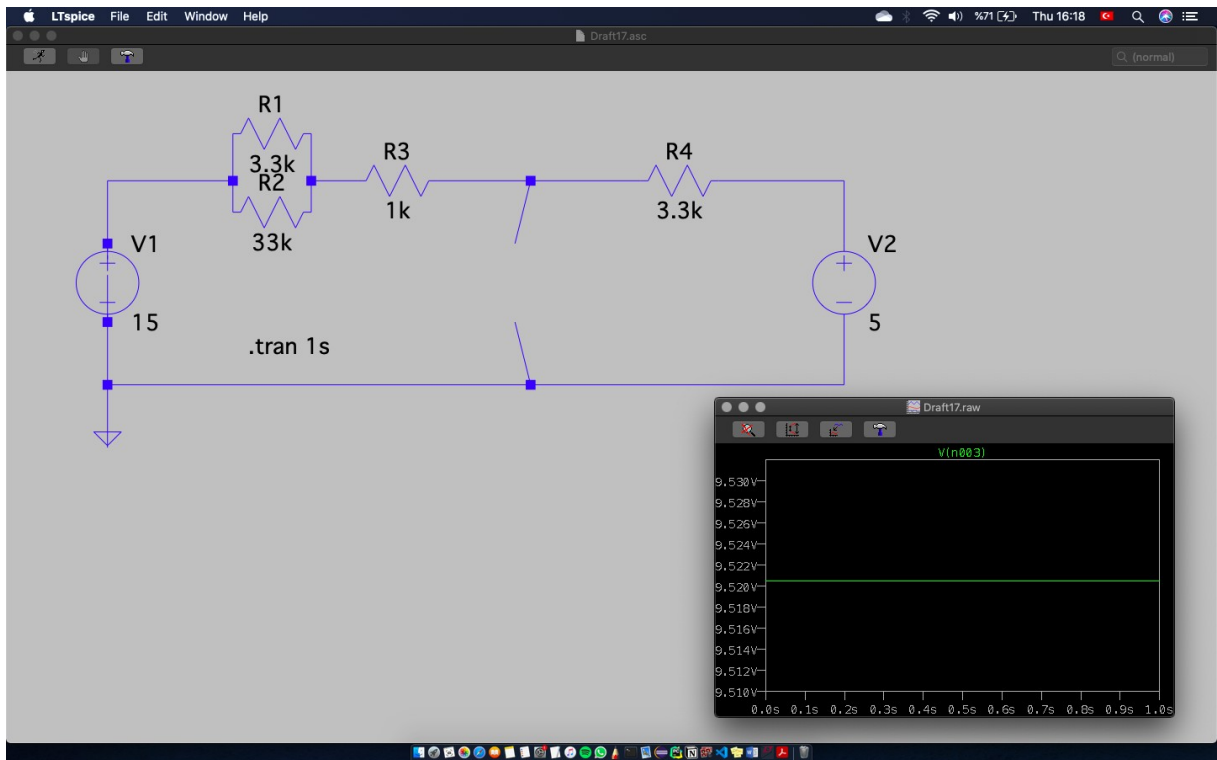 LTspice File Edit Window Help %71 Thu 16:18
Draft17.asc
(normal)
R1
3.3k
R2
33k
R3
1k
R4
3.3k
V1
15
V2
5
.tran 1s
Draft17.raw
V(n003)
9.530V
9.528V
9.526V
9.524V
9.522V
9.520V
9.518V
9.516V
9.514V
9.512V
9.510V
0.0s 0.1s 0.2s 0.3s 0.4s 0.5s 0.6s 0.7s 0.8s 0.9s 1.0s